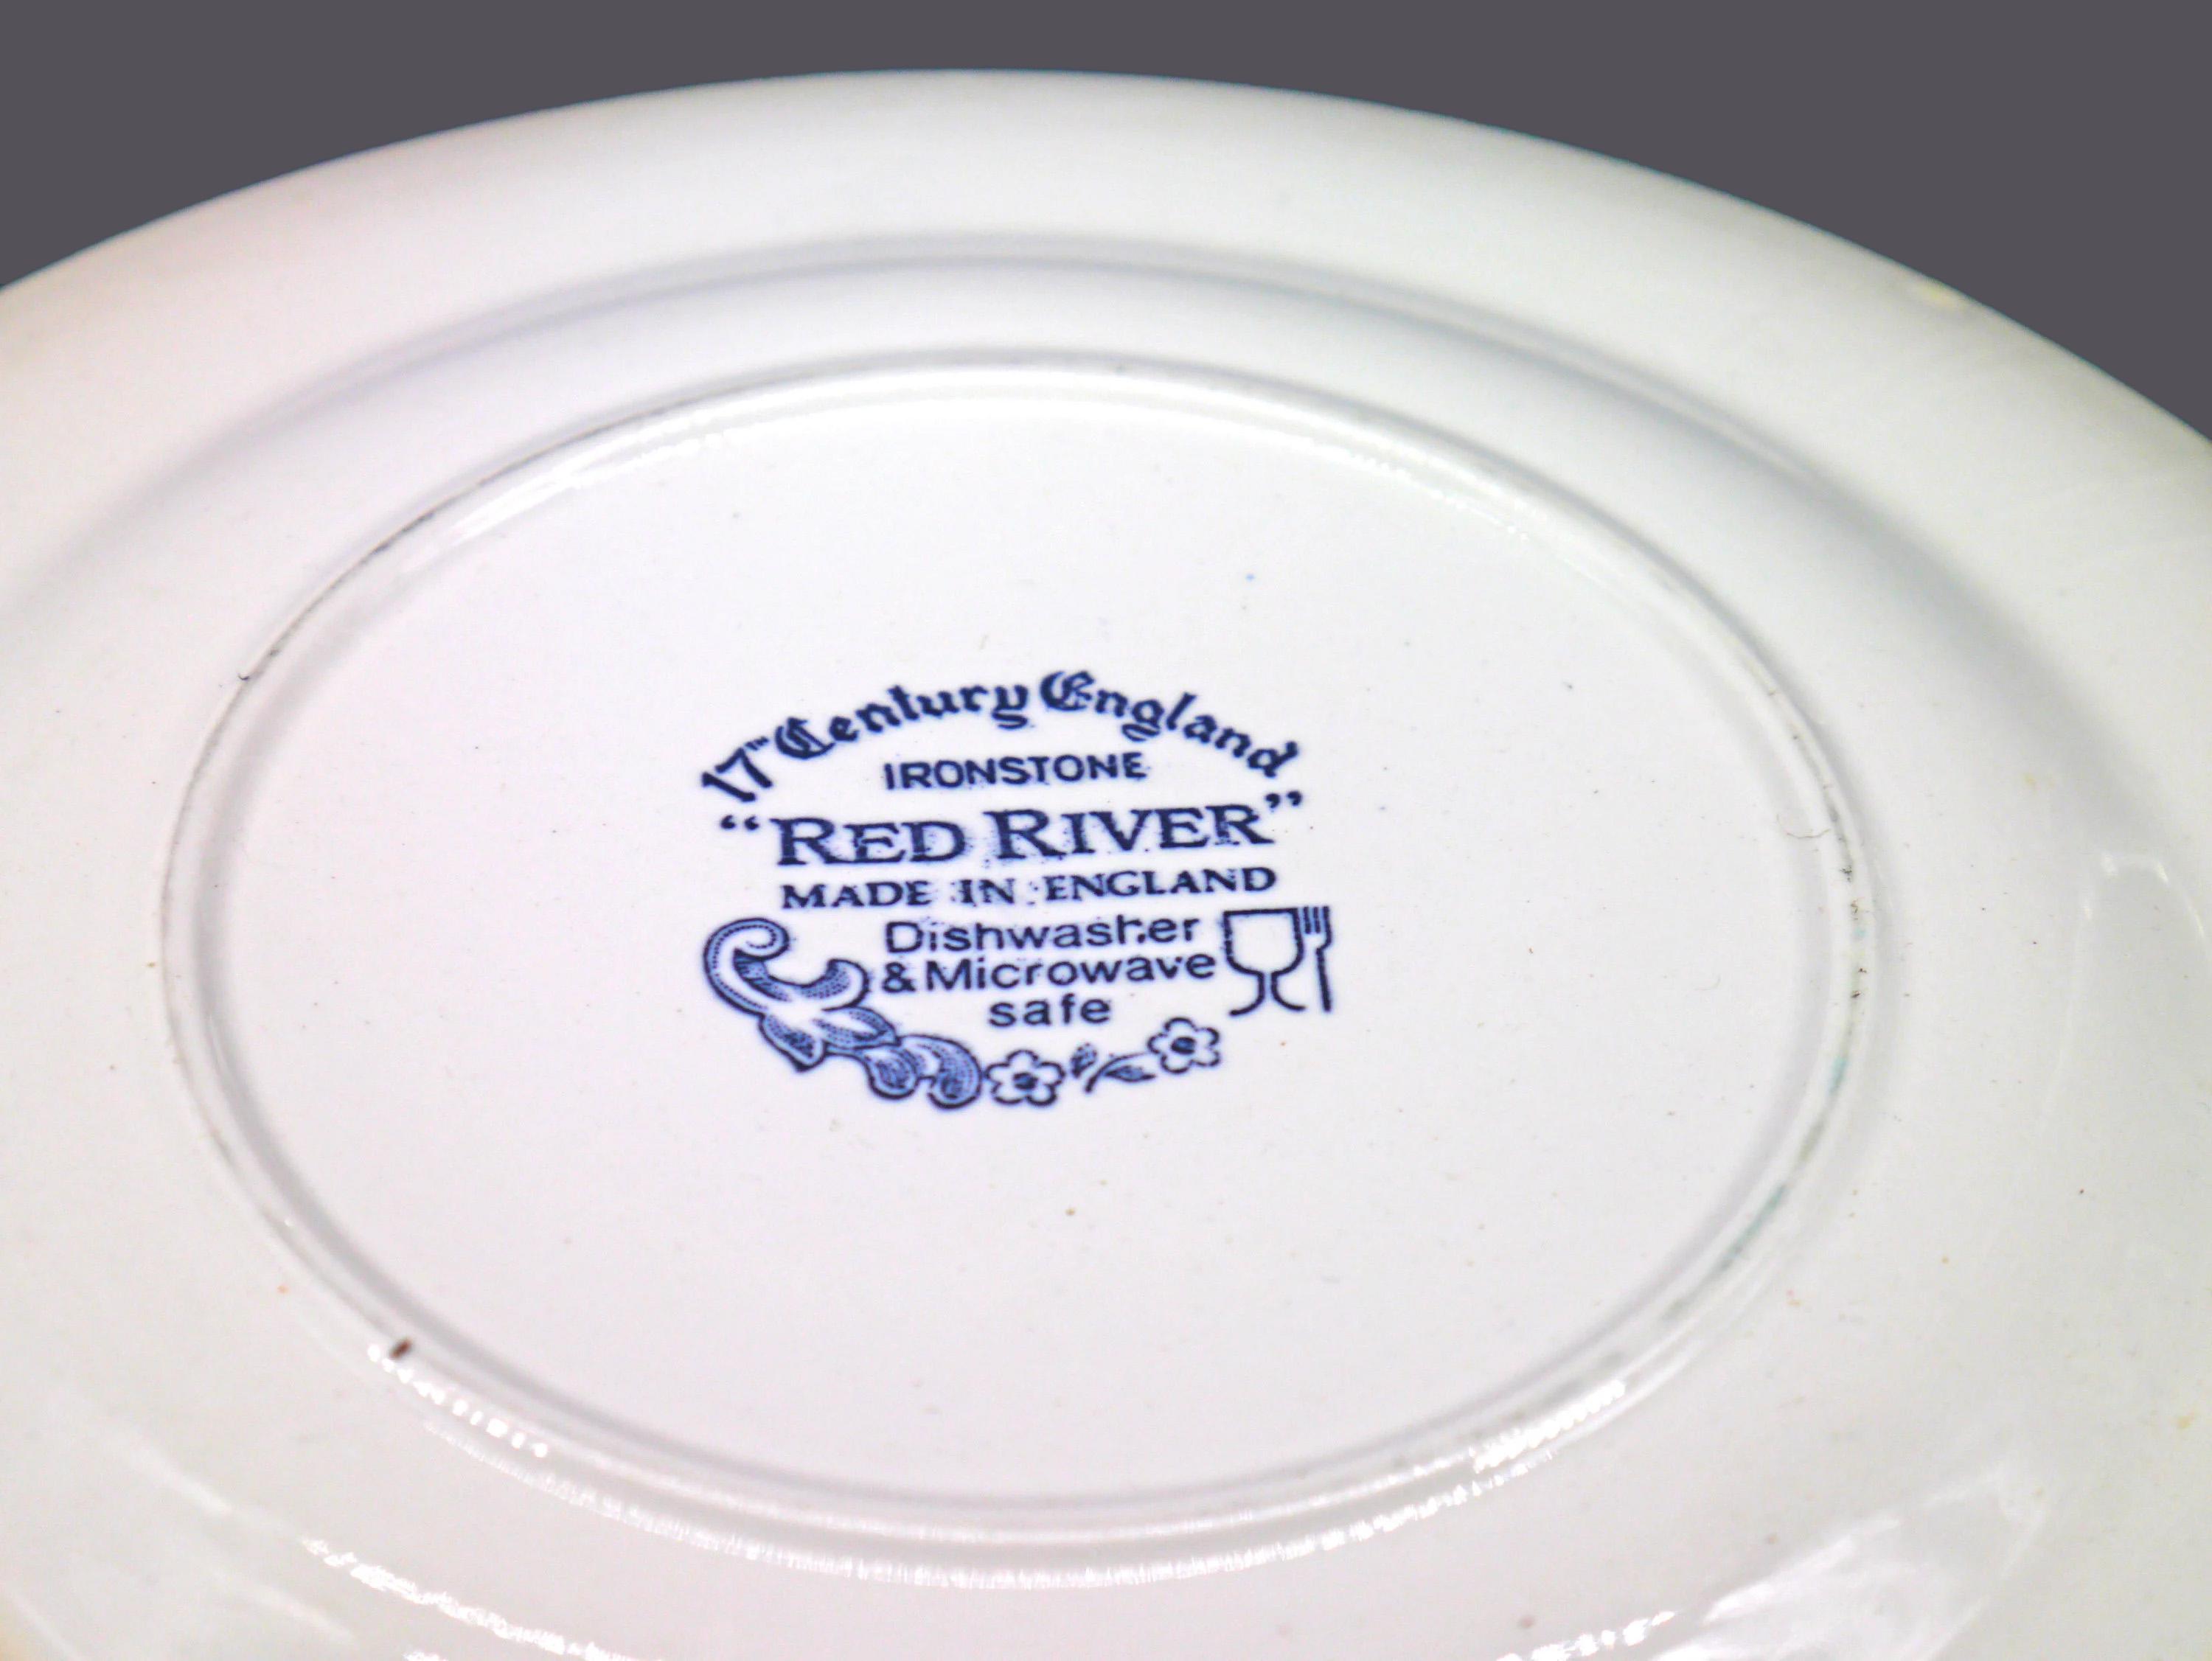 17th Century England
IRONSTONE
“RED RIVER”
MADE IN ENGLAND
Dishwasher
& Microwave
safe